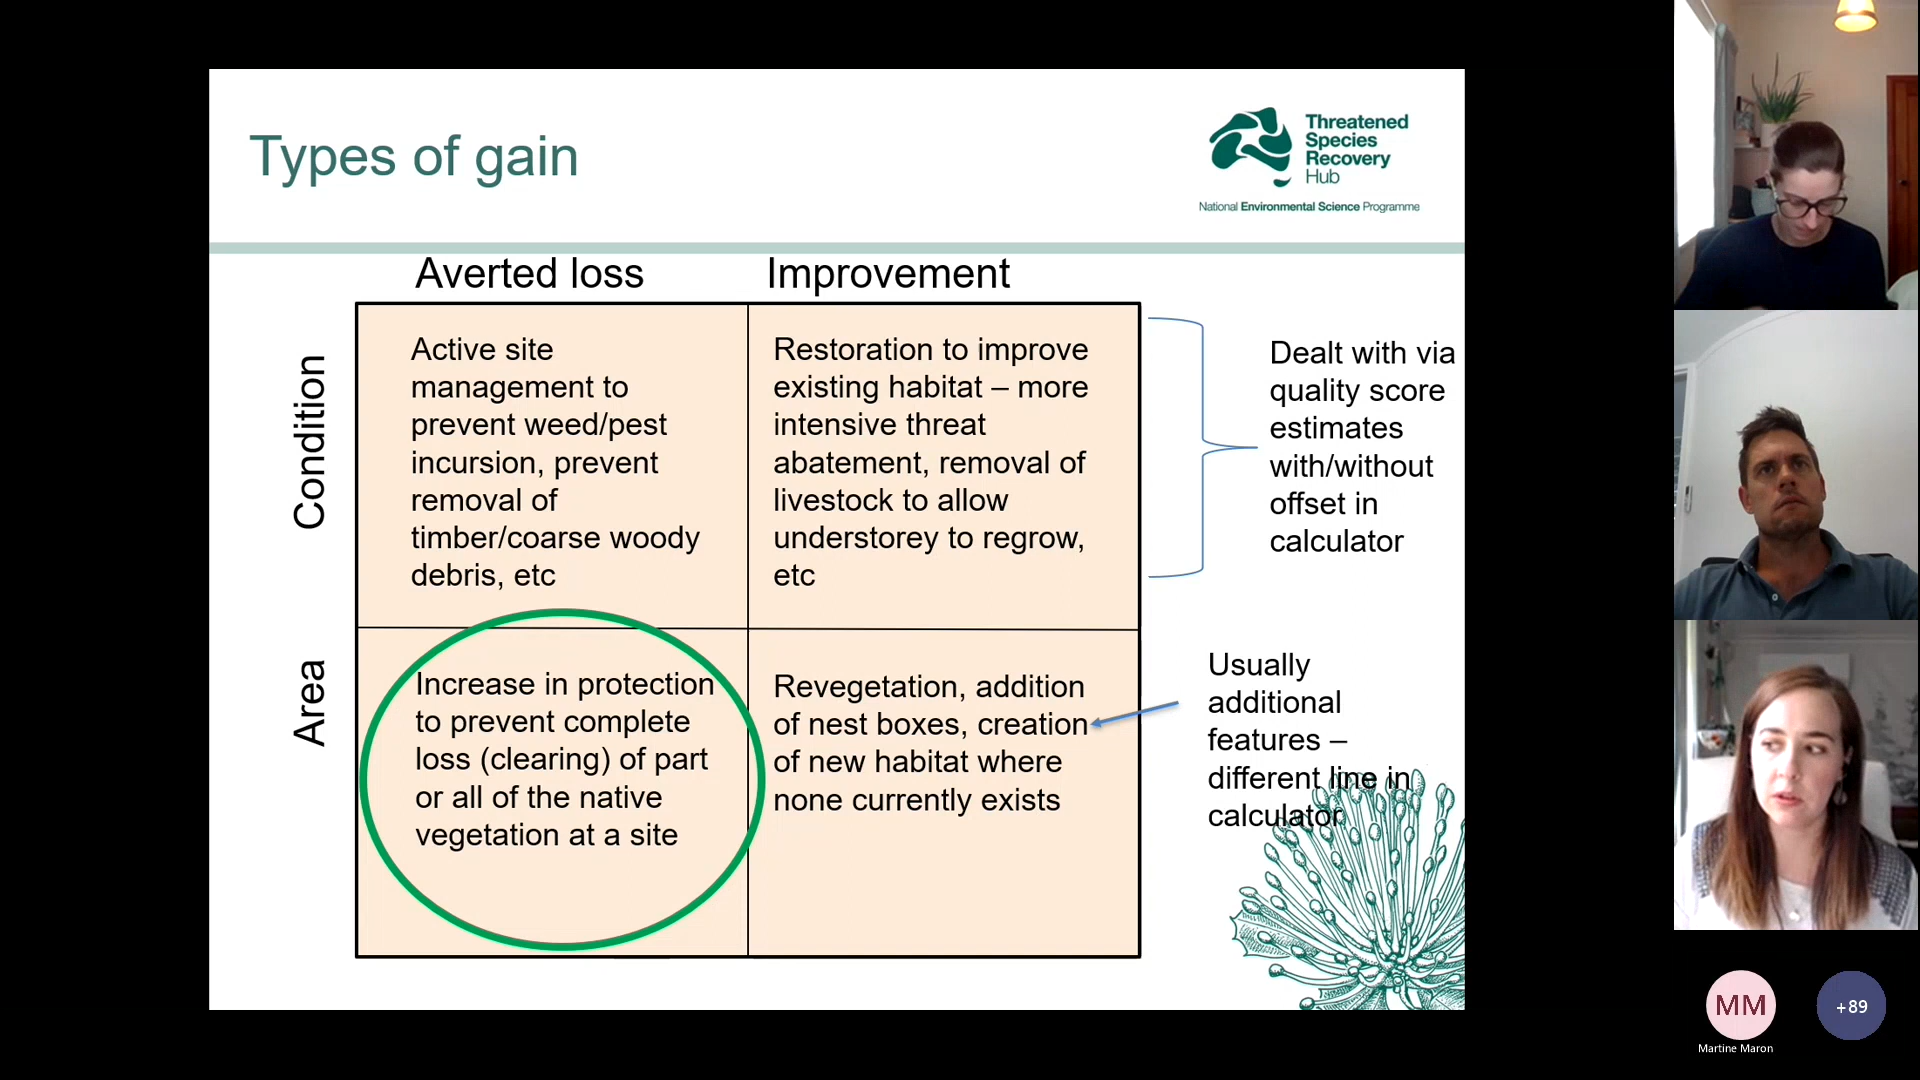 Types of gain
Threatened
Species
Recovery
Hub
National Environmental Science Programme
Averted loss
Improvement
Condition
Active site
management to
prevent weed/pest
incursion, prevent
removal of
timber/coarse woody
debris, etc
Restoration to improve
existing habitat – more
intensive threat
abatement, removal of
livestock to allow
understorey to regrow,
etc
Dealt with via
quality score
estimates
with/without
offset in
calculator
Area
Increase in protection
to prevent complete
loss (clearing) of part
or all of the native
vegetation at a site
Revegetation, addition
of nest boxes, creation
of new habitat where
none currently exists
Usually
additional
features –
different line in
calculator
MM
+89
Martine Maron